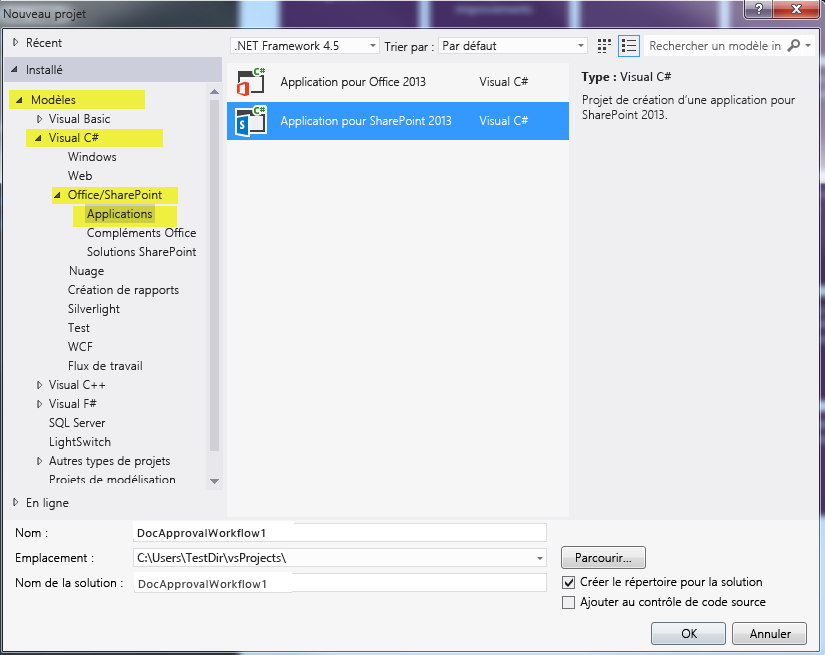 Nouveau projet
Récent
Installé
Modèles
Visual Basic
Visual C#
Windows
Web
Office/SharePoint
Applications
Compléments Office
Solutions SharePoint
Nuage
Création de rapports
Silverlight
Test
WCF
Flux de travail
Visual C++
Visual F#
SQL Server
LightSwitch
Autres types de projets
Projets de modélisation
En ligne
.NET Framework 4.5 Trier par : Par défaut
Rechercher un modèle in
Application pour Office 2013 Visual C#
Application pour SharePoint 2013 Visual C#
Type : Visual C#
Projet de création d'une application pour
SharePoint 2013.
Nom : DocApprovalWorkflow1
Emplacement : C:\Users\TestDir\vsProjects\ Parcourir...
Nom de la solution : DocApprovalWorkflow1
Créer le répertoire pour la solution
Ajouter au contrôle de code source
OK Annuler